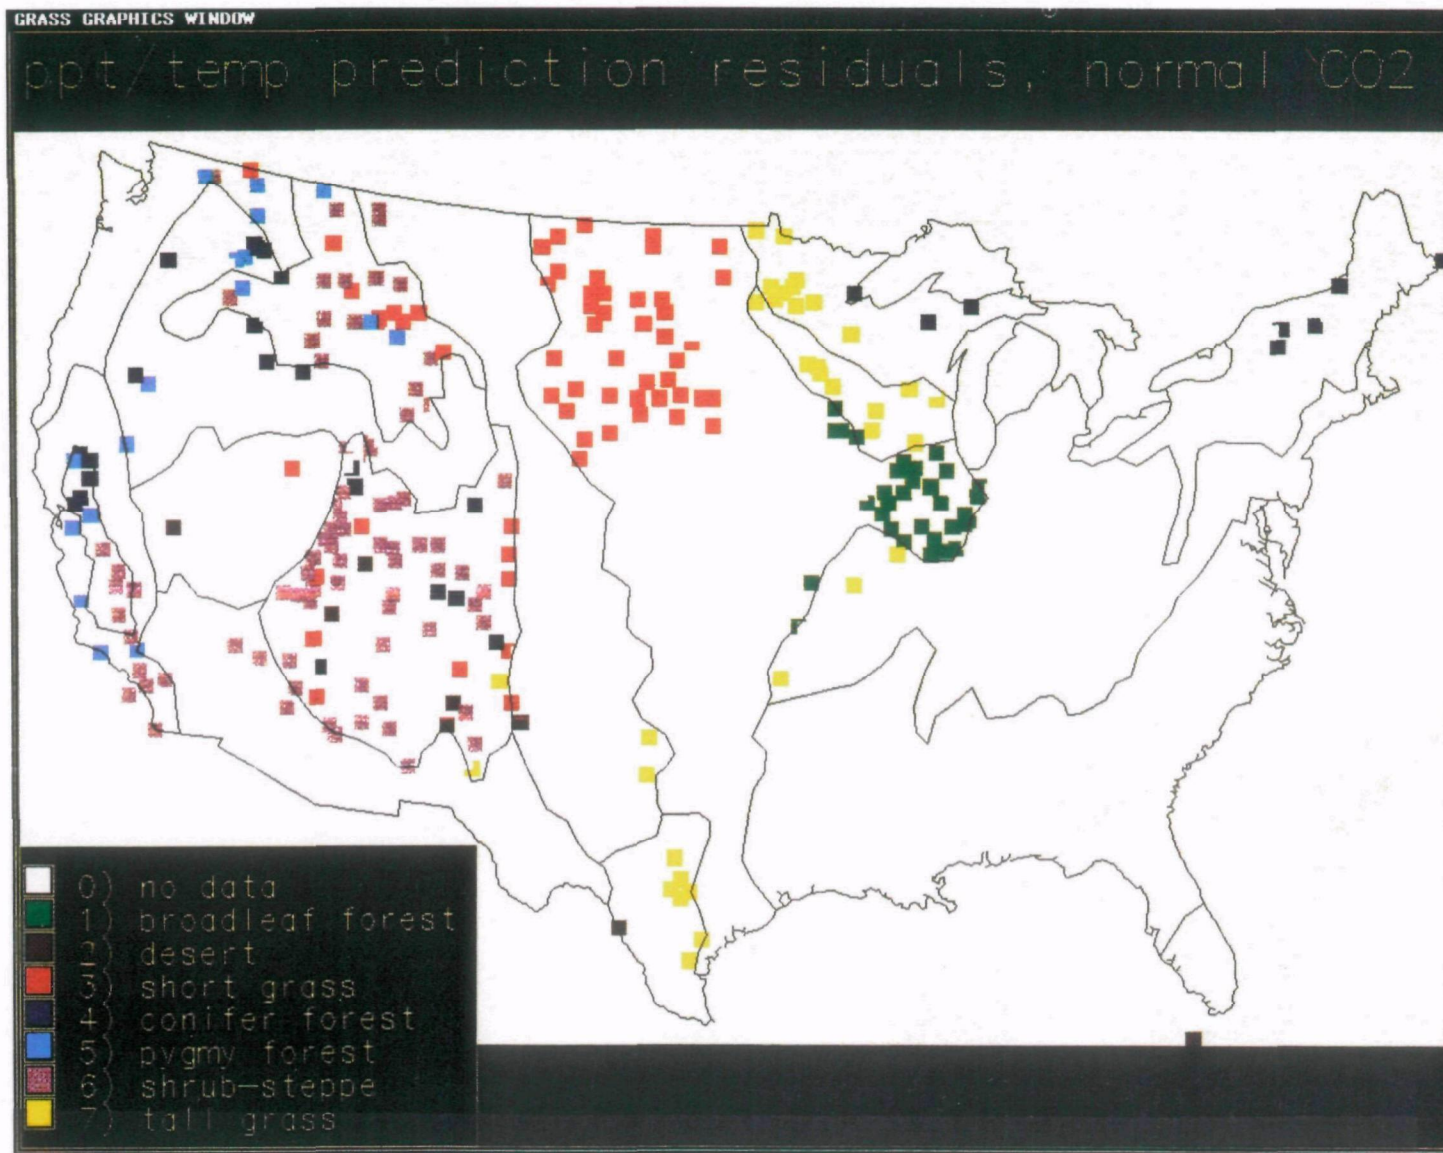 GRASS GRAPHICS WINDOW
ppt/temp prediction residuals, normal CO2
0) no data
1) broadleaf forest
2) desert
3) short grass
4) conifer forest
5) pygmy forest
6) shrub-steppe
7) tall grass